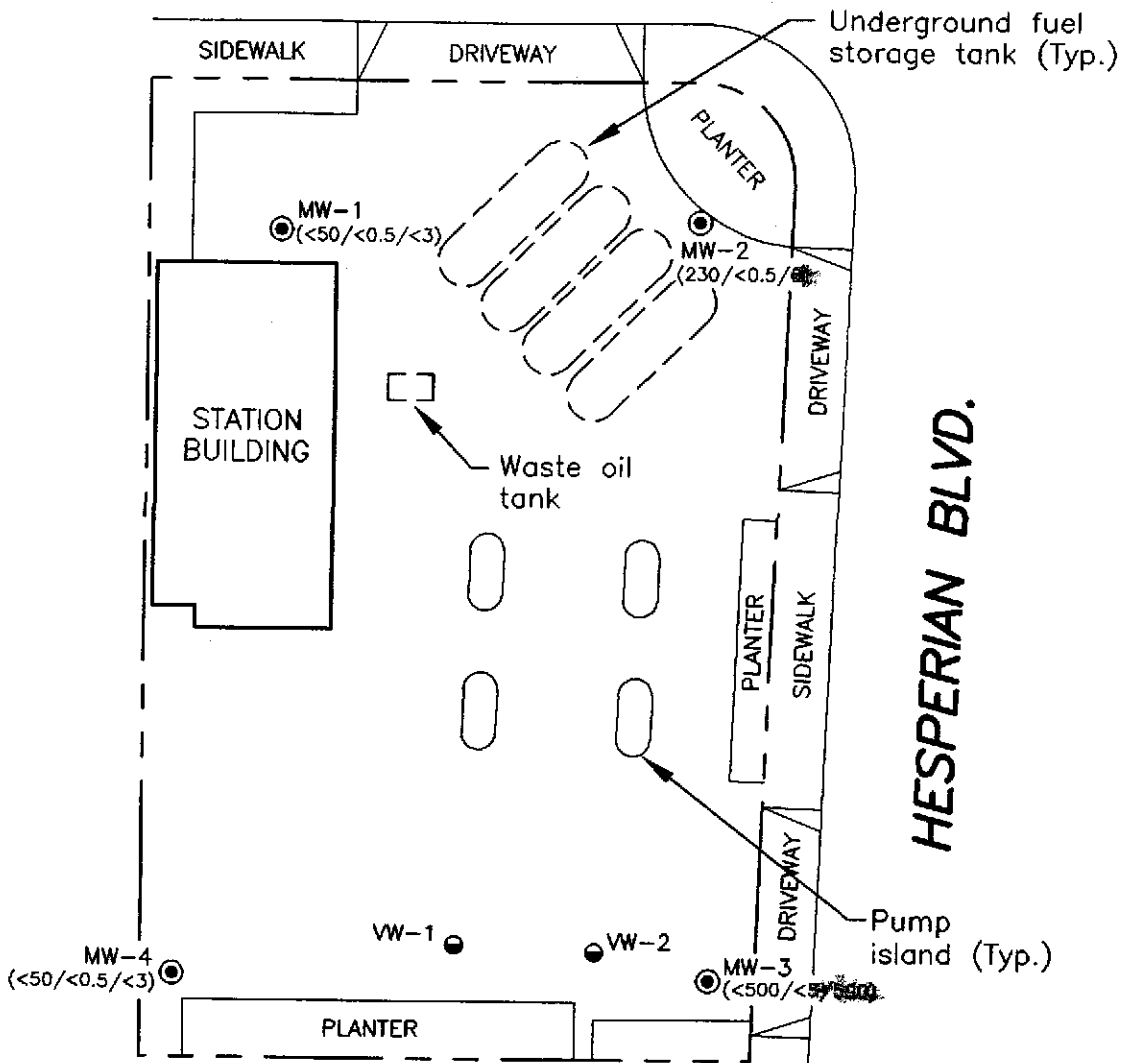 Underground fuel
storage tank (Typ.)
SIDEWALK
DRIVEWAY
PLANTER
MW-1
(<50/<0.5/<3)
MW-2
(230/<0.5/
DRIVEWAY
STATION
BUILDING
Waste oil
tank
HESPERIAN BLVD.
PLANTER
SIDEWALK
DRIVEWAY
Pump
island (Typ.)
VW-1
VW-2
MW-4
(<50/<0.5/<3)
MW-3
(<500/<5/
PLANTER